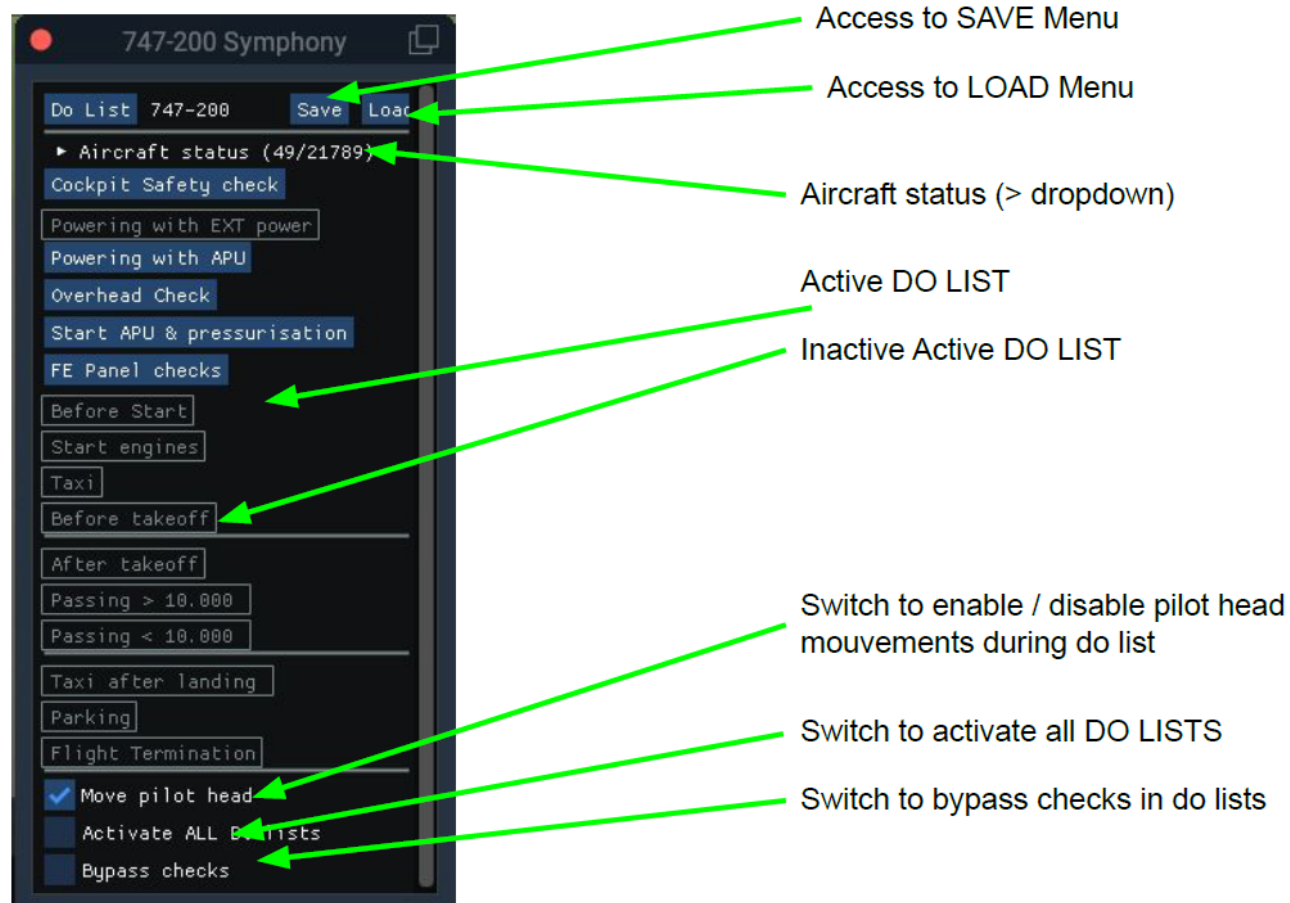 Access to SAVE Menu
747-200 Symphony
Access to LOAD Menu
Do List 747-200 Save Load
▸ Aircraft status (49/21789)
Aircraft status (> dropdown)
Cockpit Safety check
Powering with EXT power
Powering with APU
Active DO LIST
Overhead Check
Start APU & pressurisation
Inactive Active DO LIST
FE Panel checks
Before Start
Start engines
Taxi
Before takeoff
After takeoff
Passing > 10.000
Passing < 10.000
Switch to enable / disable pilot head
mouvements during do list
Taxi after landing
Parking
Flight Termination
Switch to activate all DO LISTS
Move pilot head
Switch to bypass checks in do lists
Activate ALL Do lists
Bypass checks